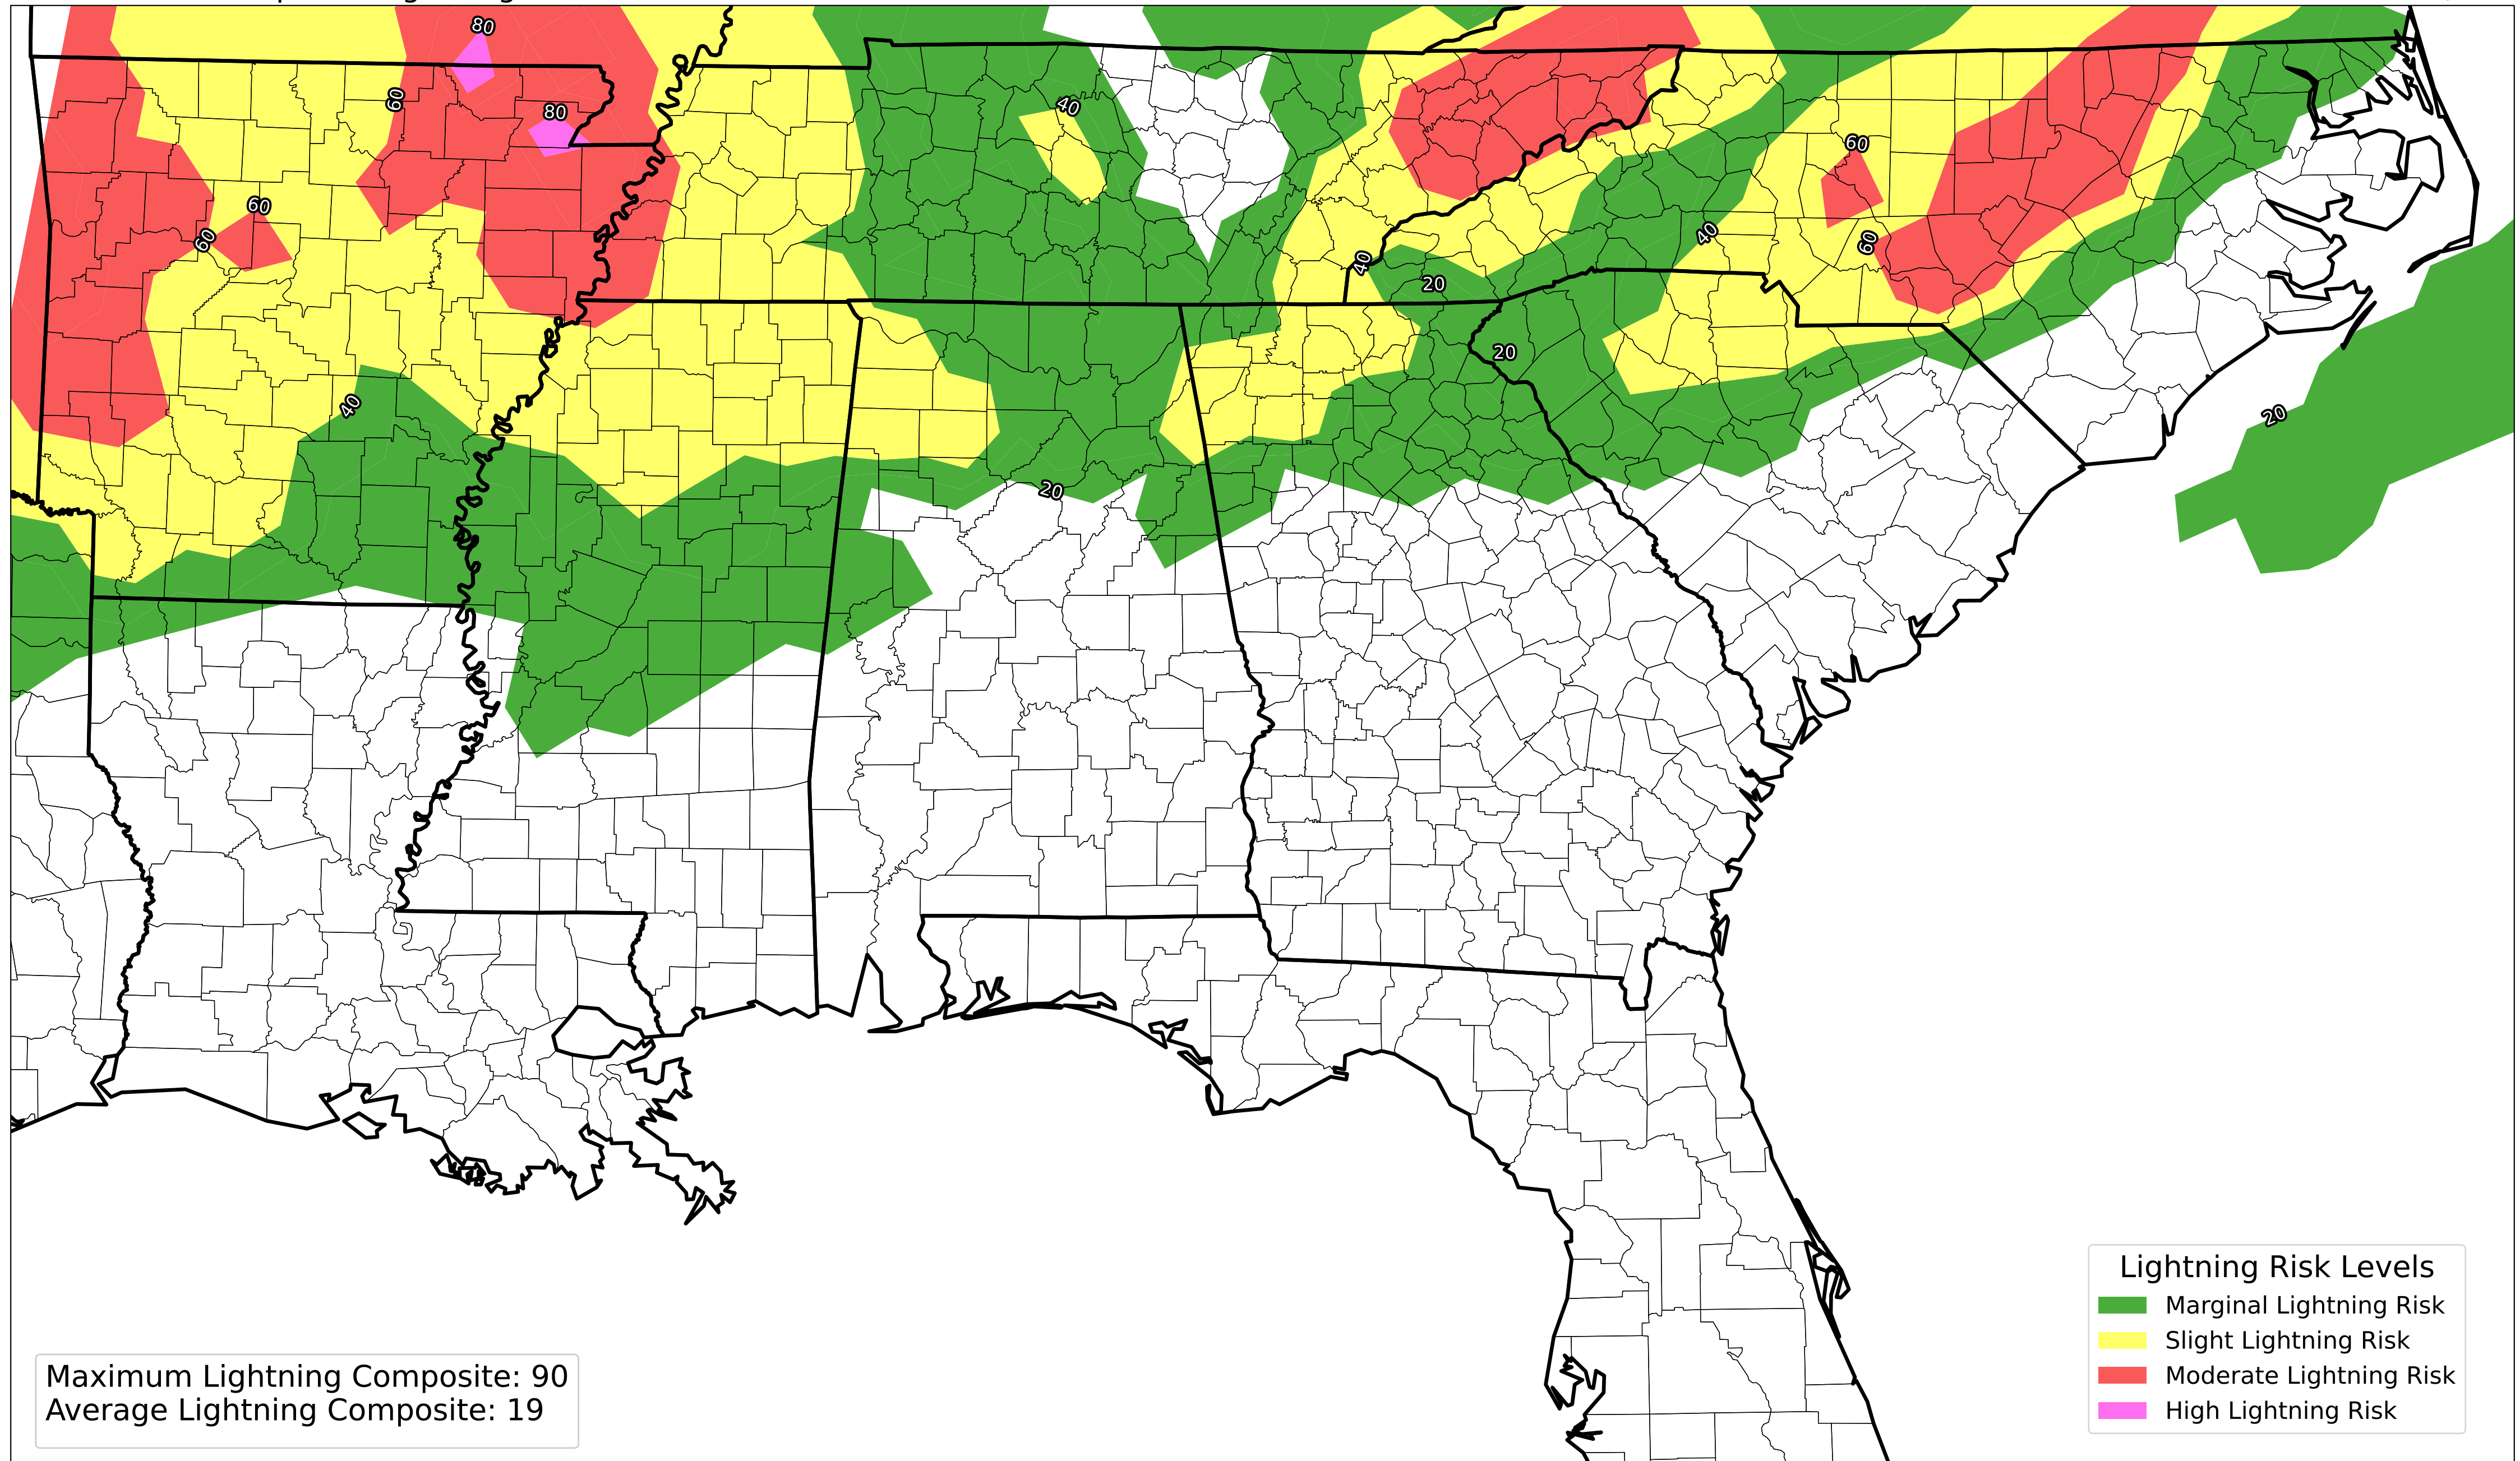 80
60
80
40
60
60
60
40
60
40
20
20
40
20
20
Lightning Risk Levels
Marginal Lightning Risk
Slight Lightning Risk
Moderate Lightning Risk
High Lightning Risk
Maximum Lightning Composite: 90
Average Lightning Composite: 19